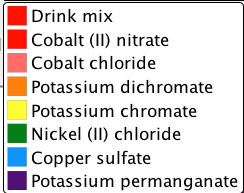 Drink mix
Cobalt (II) nitrate
Cobalt chloride
Potassium dichromate
Potassium chromate
Nickel (II) chloride
Copper sulfate
Potassium permanganate